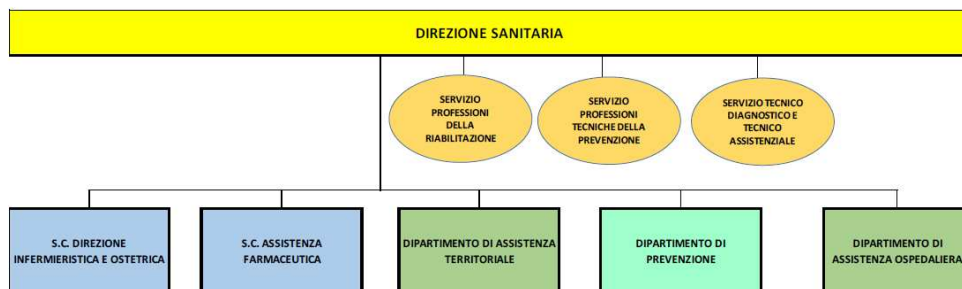 DIREZIONE SANITARIA
SERVIZIO
PROFESSIONI
DELLA
RIABILITAZIONE
SERVIZIO
PROFESSIONI
TECNICHE DELLA
PREVENZIONE
SERVIZIO TECNICO
DIAGNOSTICO E
TECNICO
ASSISTENZIALE
S.C. DIREZIONE
INFERMIERISTICA E OSTETRICA
S.C. ASSISTENZA
FARMACEUTICA
DIPARTIMENTO DI ASSISTENZA
TERRITORIALE
DIPARTIMENTO DI
PREVENZIONE
DIPARTIMENTO DI
ASSISTENZA OSPEDALIERA